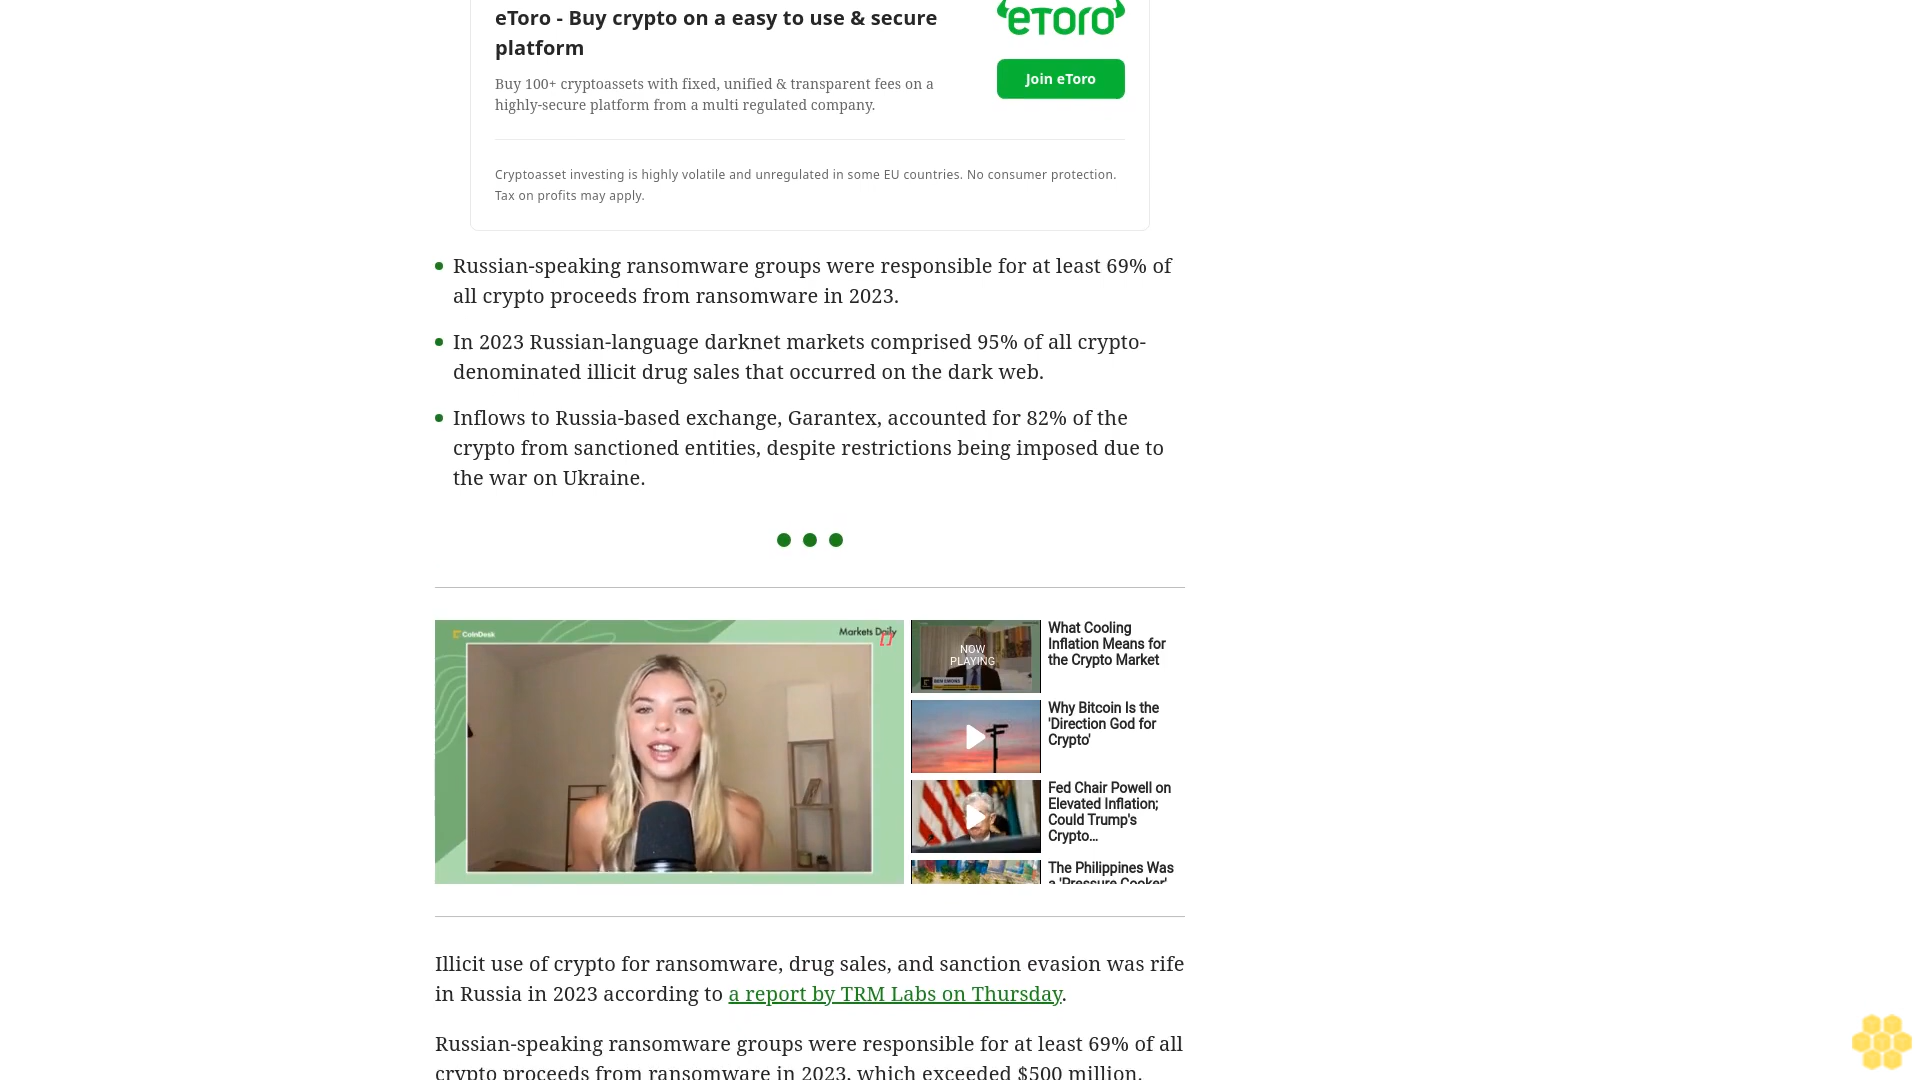 eToro - Buy crypto on a easy to use & secure
platform
eTORO
Join eToro
Buy 100+ cryptoassets with fixed, unified & transparent fees on a
highly-secure platform from a multi regulated company.
Cryptoasset investing is highly volatile and unregulated in some EU countries. No consumer protection.
Tax on profits may apply.
Russian-speaking ransomware groups were responsible for at least 69% of
all crypto proceeds from ransomware in 2023.
In 2023 Russian-language darknet markets comprised 95% of all crypto-
denominated illicit drug sales that occurred on the dark web.
Inflows to Russia-based exchange, Garantex, accounted for 82% of the
crypto from sanctioned entities, despite restrictions being imposed due to
the war on Ukraine.
CoinDesk
Markets Daily
NOW
PLAYING
What Cooling
Inflation Means for
the Crypto Market
Why Bitcoin Is the
'Direction God for
Crypto'
Fed Chair Powell on
Elevated Inflation;
Could Trump's
Crypto...
The Philippines Was
a 'Pressure Cooker'
Illicit use of crypto for ransomware, drug sales, and sanction evasion was rife
in Russia in 2023 according to a report by TRM Labs on Thursday.
Russian-speaking ransomware groups were responsible for at least 69% of all
crypto proceeds from ransomware in 2023, which exceeded $500 million.